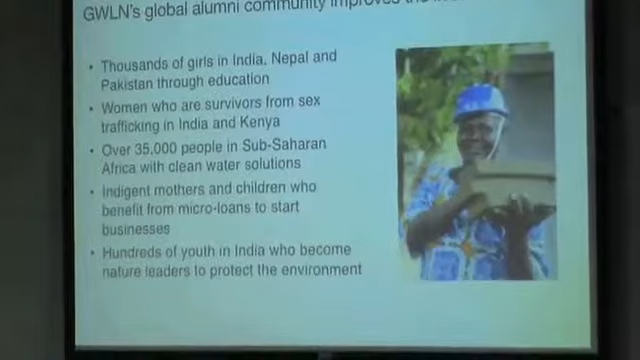 GWLN's global alumni community improves the
• Thousands of girls in India, Nepal and
Pakistan through education
• Women who are survivors from sex
trafficking in India and Kenya
• Over 35,000 people in Sub-Saharan
Africa with clean water solutions
• Indigent mothers and children who
benefit from micro-loans to start
businesses
• Hundreds of youth in India who become
nature leaders to protect the environment